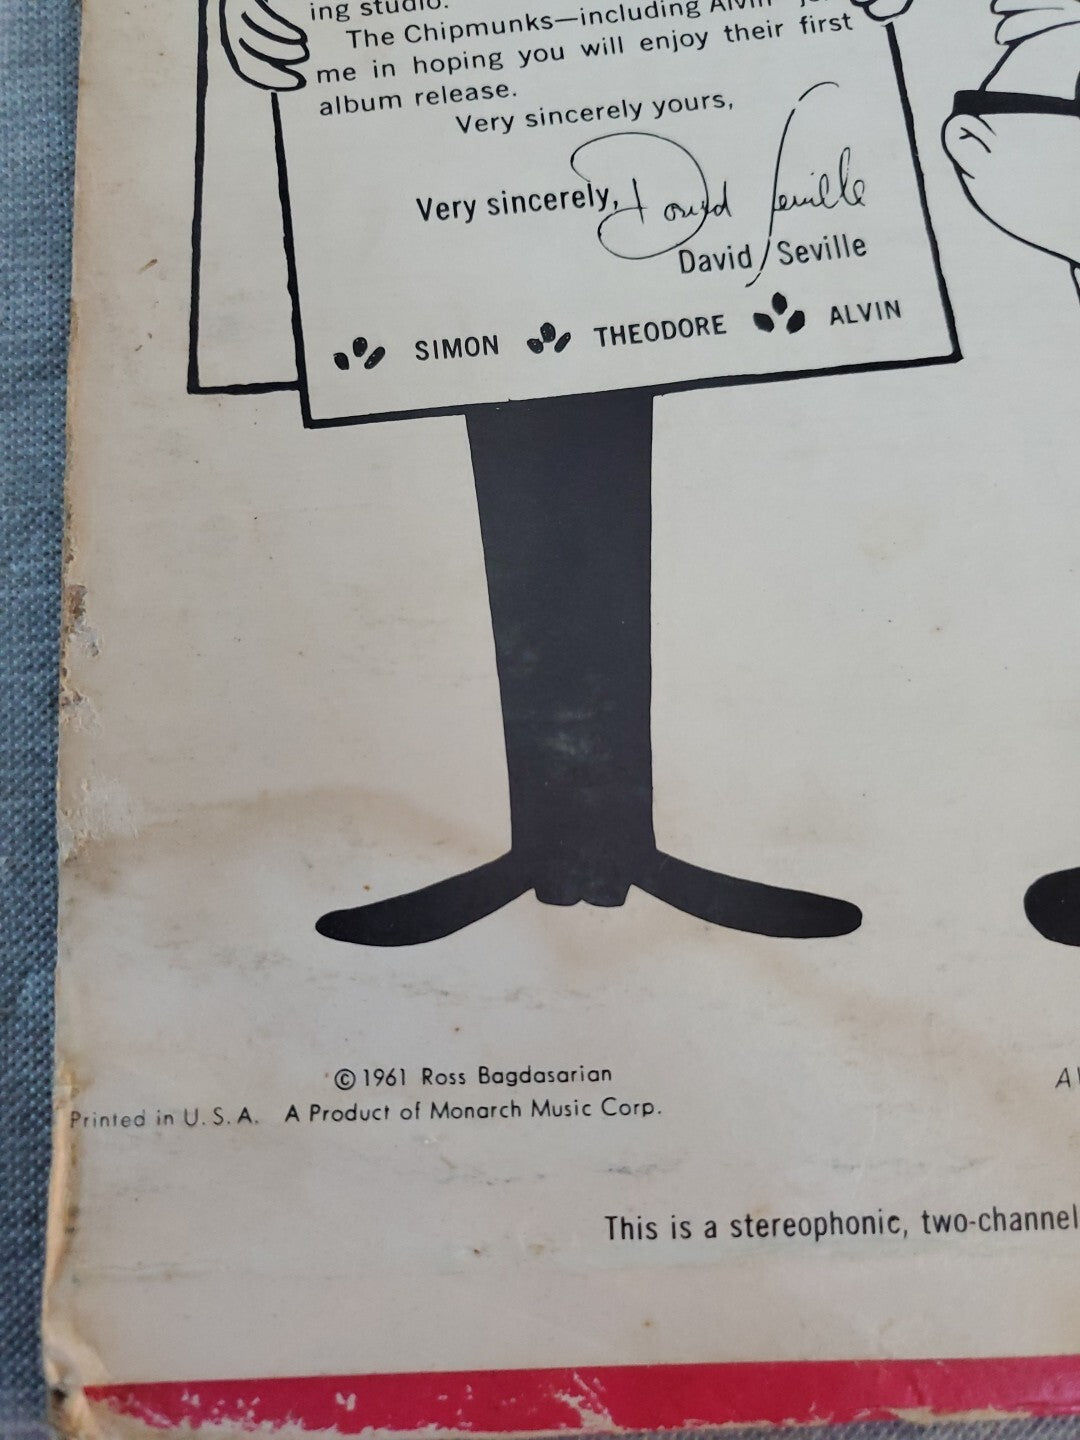 ing studio.
The Chipmunks—including Alvin
me in hoping you will enjoy their first
album release.
Very sincerely yours,
Very sincerely, David Seville
David Seville
SIMON THEODORE ALVIN
© 1961 Ross Bagdasarian
Printed in U.S.A. A Product of Monarch Music Corp.
This is a stereophonic, two-channel